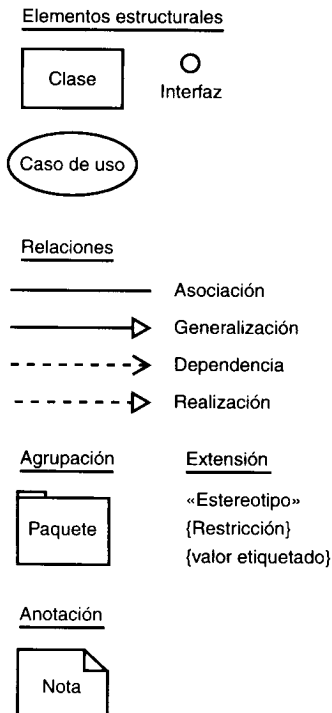 Elementos estructurales
Clase
Interfaz
Caso de uso
Relaciones
Asociación
Generalización
Dependencia
Realización
Agrupación
Paquete
Extensión
«Estereotipo»
{Restricción}
{valor etiquetado}
Anotación
Nota